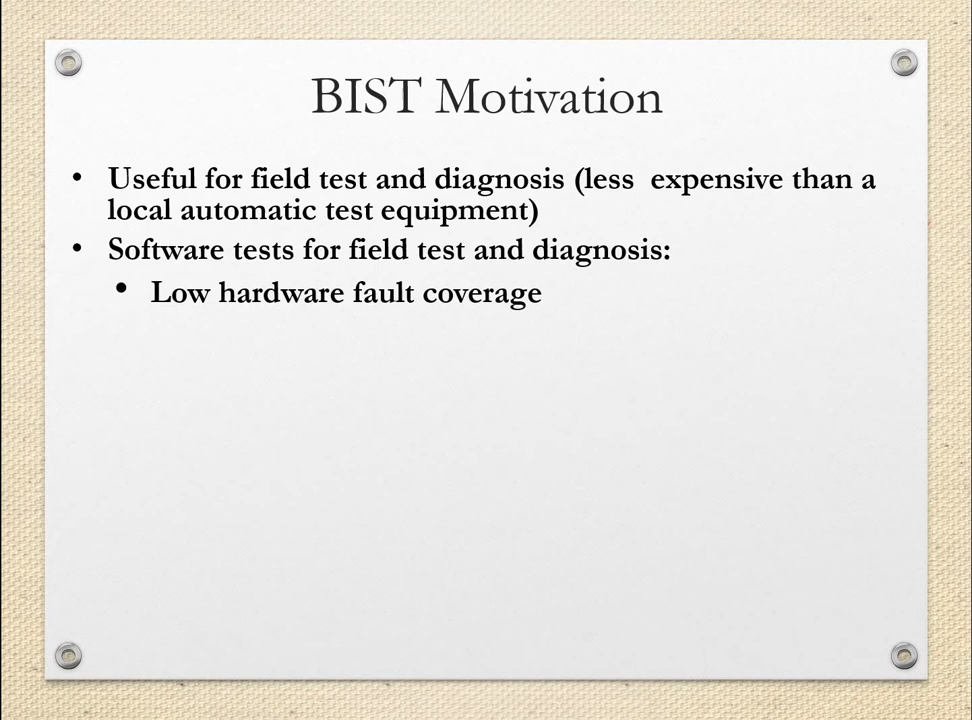 BIST Motivation
• Useful for field test and diagnosis (less  expensive than a
local automatic test equipment)
• Software tests for field test and diagnosis:
• Low hardware fault coverage